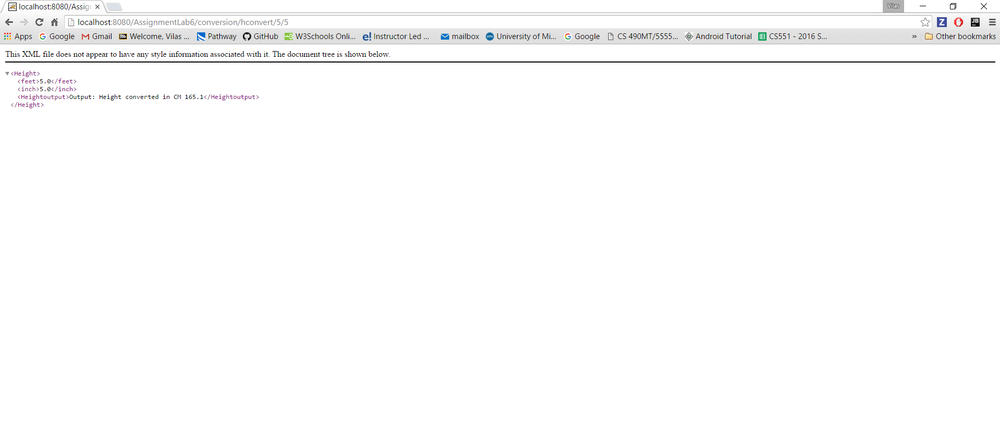 localhost:8080/Assig
Vilas
localhost:8080/AssignmentLab6/conversion/hconvert/5/5
Apps Google Gmail Bb Welcome, Vilas ... Pathway GitHub w3 W3Schools Onli... e! Instructor Led ... mailbox OTH University of Mi... Google CS 490MT/5555... Android Tutorial CS551 - 2016 S... » Other bookmarks
This XML file does not appear to have any style information associated with it. The document tree is shown below.
▼<Height>
<feet>5.0</feet>
<inch>5.0</inch>
<Heightoutput>Output: Height converted in CM 165.1</Heightoutput>
</Height>